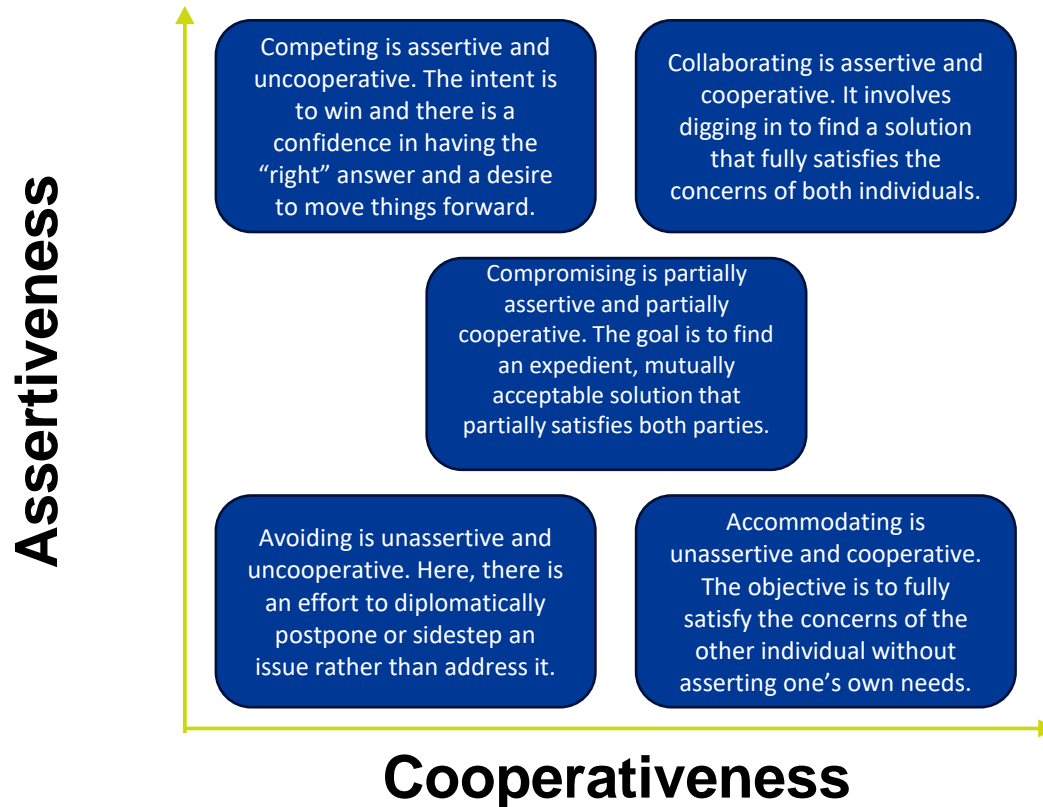 Assertiveness
Competing is assertive and
uncooperative. The intent is
to win and there is a
confidence in having the
“right” answer and a desire
to move things forward.
Collaborating is assertive and
cooperative. It involves
digging in to find a solution
that fully satisfies the
concerns of both individuals.
Compromising is partially
assertive and partially
cooperative. The goal is to find
an expedient, mutually
acceptable solution that
partially satisfies both parties.
Avoiding is unassertive and
uncooperative. Here, there is
an effort to diplomatically
postpone or sidestep an
issue rather than address it.
Accommodating is
unassertive and cooperative.
The objective is to fully
satisfy the concerns of the
other individual without
asserting one’s own needs.
Cooperativeness